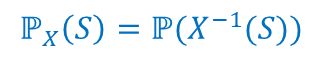 ℙ_X(S) = ℙ(X⁻¹(S))